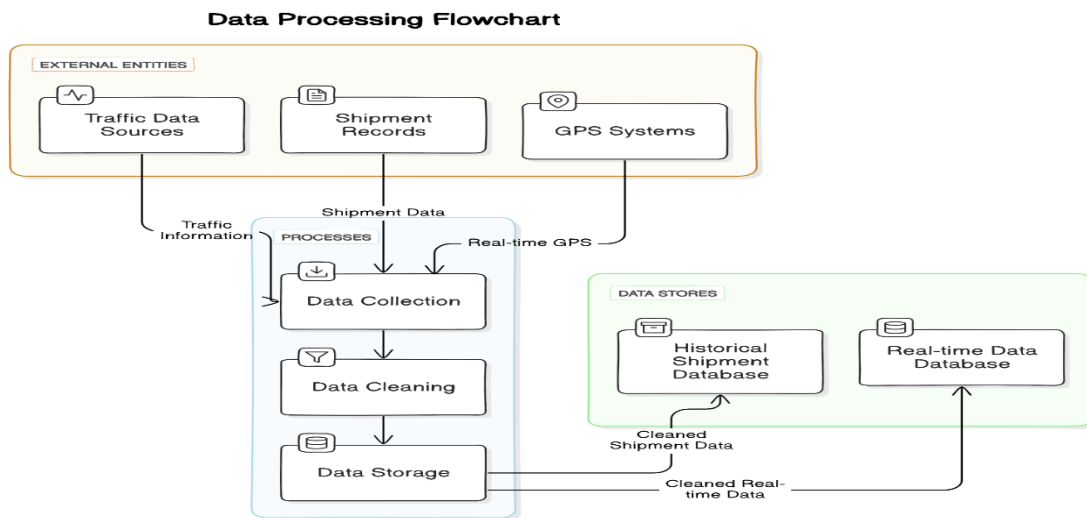 Data Processing Flowchart
EXTERNAL ENTITIES
Traffic Data
Sources
Shipment
Records
GPS Systems
Traffic
Information
Shipment Data
Real-time GPS
PROCESSES
Data Collection
Data Cleaning
Data Storage
DATA STORES
Historical
Shipment
Database
Real-time Data
Database
Cleaned
Shipment Data
Cleaned Real-
time Data